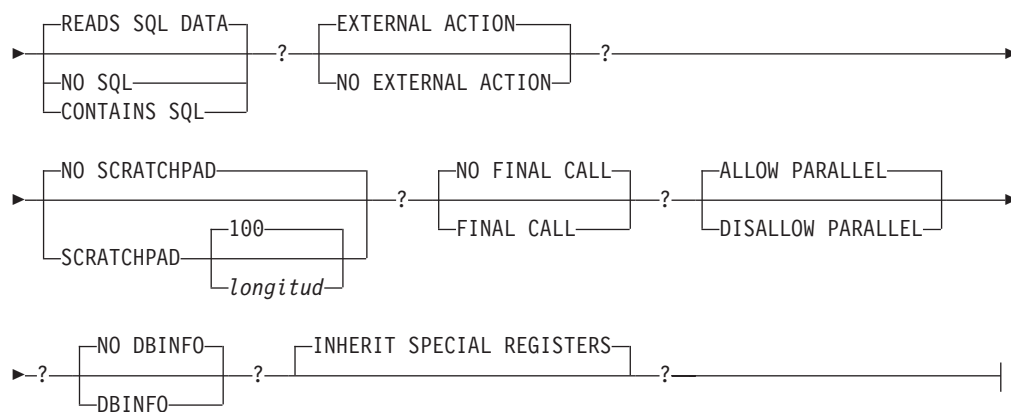 READS SQL DATA EXTERNAL ACTION
? ?
NO SQL NO EXTERNAL ACTION
CONTAINS SQL
NO SCRATCHPAD NO FINAL CALL ALLOW PARALLEL
? ?
SCRATCHPAD 100 FINAL CALL DISALLOW PARALLEL
longitud
NO DBINFO INHERIT SPECIAL REGISTERS
? ? ?
DBINFO